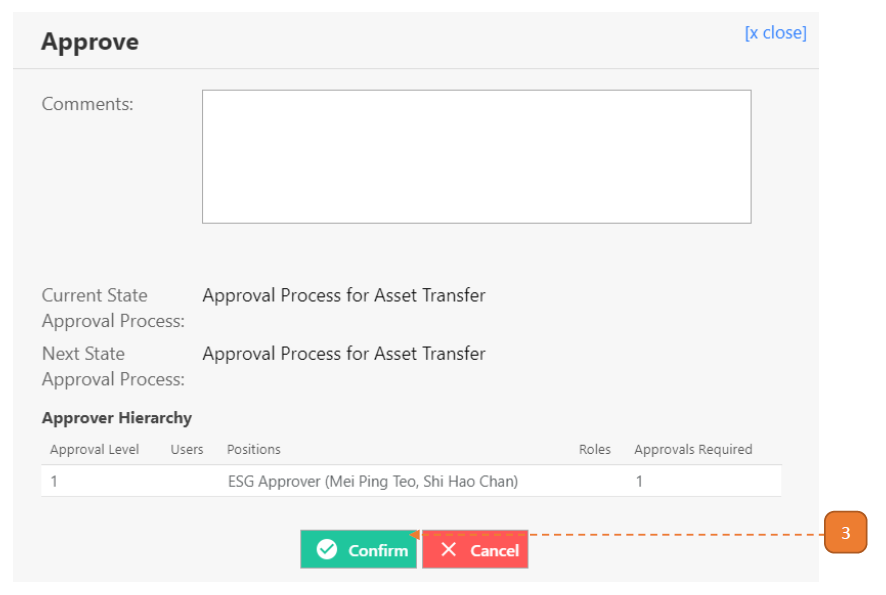 Approve
[x close]
Comments:
Current State Approval Process for Asset Transfer
Approval Process:
Next State Approval Process for Asset Transfer
Approval Process:
Approver Hierarchy
Approval Level Users Positions Roles Approvals Required
1 ESG Approver (Mei Ping Teo, Shi Hao Chan) 1
Confirm Cancel
3